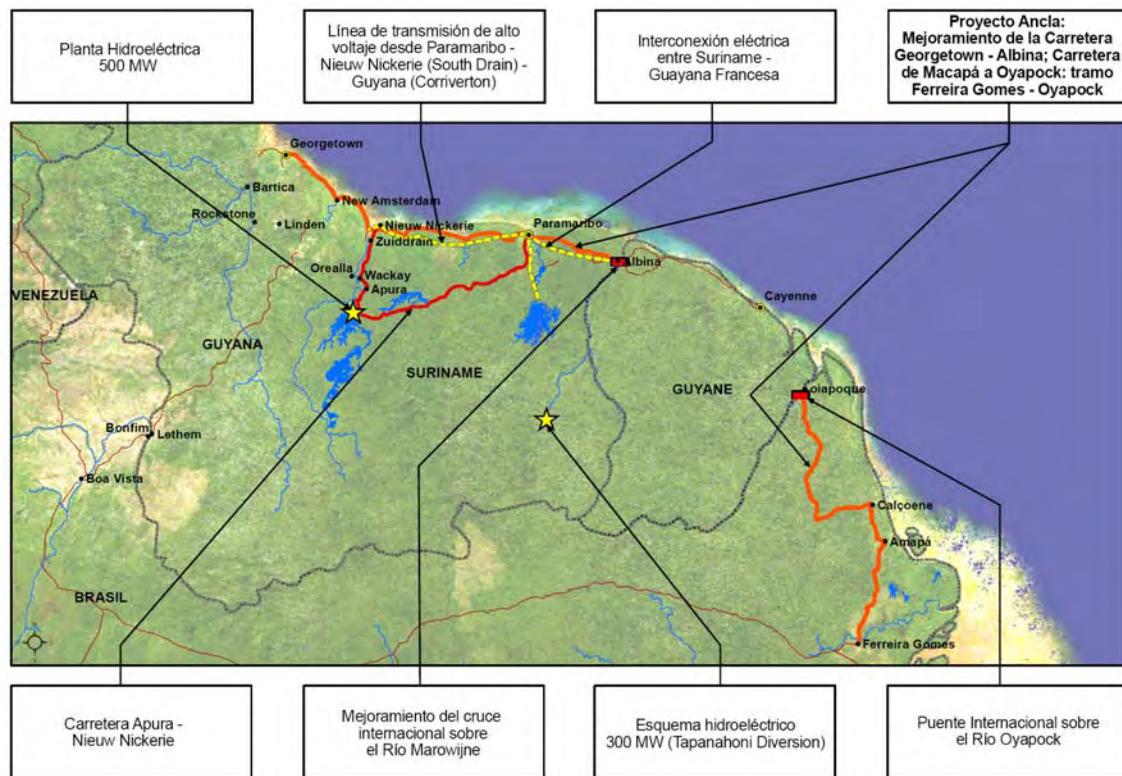 Planta Hidroeléctrica
500 MW
Línea de transmisión de alto
voltaje desde Paramaribo -
Nieuw Nickerie (South Drain) -
Guyana (Corriverton)
Interconexión eléctrica
entre Suriname -
Guayana Francesa
Proyecto Ancla:
Mejoramiento de la Carretera
Georgetown - Albina; Carretera
de Macapá a Oyapock: tramo
Ferreira Gomes - Oyapock
Georgetown
Bartica
New Amsterdam
Rockstone
Linden
Nieuw Nickerie
Paramaribo
Zuiddrain
Albina
Orealla
Wackay
Apura
VENEZUELA
Cayenne
GUYANA
SURINAME
GUYANE
Loiapoque
Bonfim
Lethem
Boa Vista
Calçoene
Amapá
BRASIL
Ferreira Gomes
Carretera Apura -
Nieuw Nickerie
Mejoramiento del cruce
internacional sobre
el Río Marowijne
Esquema hidroeléctrico
300 MW (Tapanahoni Diversion)
Puente Internacional sobre
el Río Oyapock